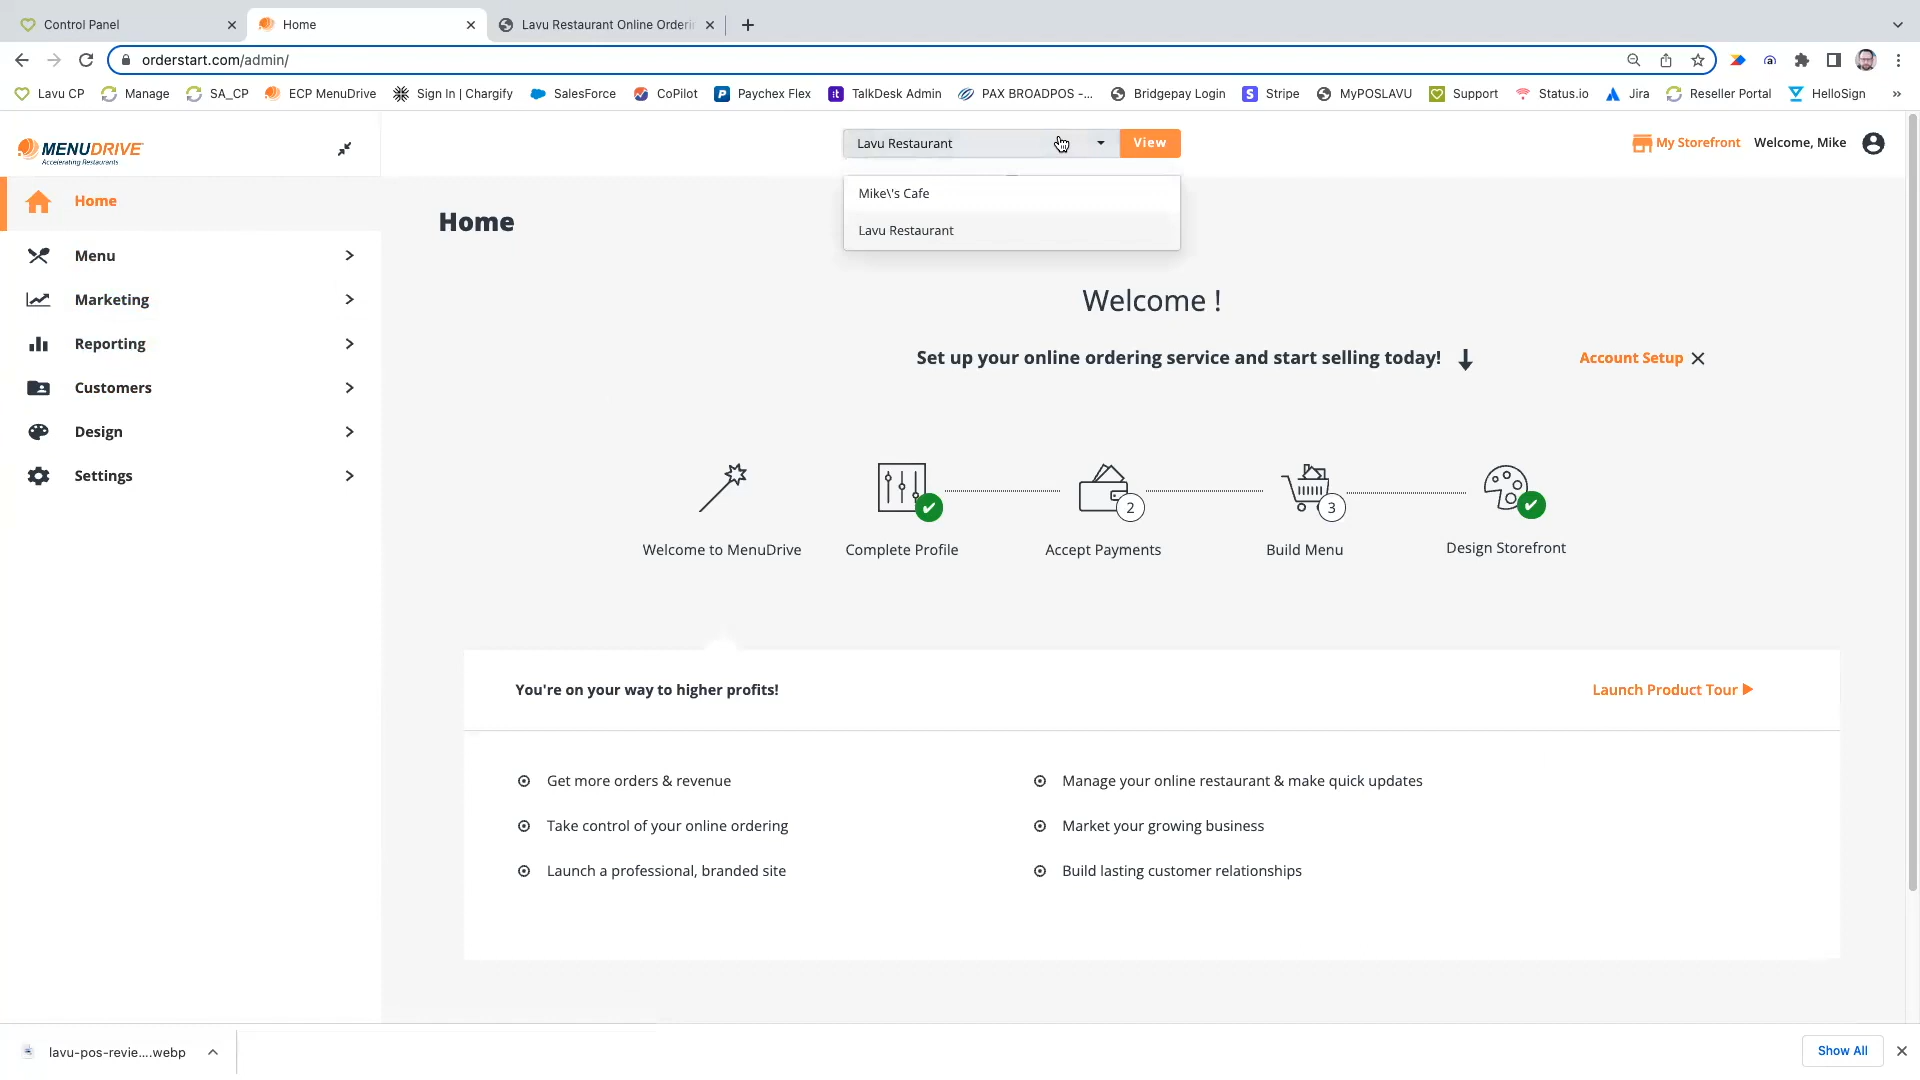 Control Panel
Home
Lavu Restaurant Online Orderin
orderstart.com/admin/
Lavu CP
Manage
SA_CP
ECP MenuDrive
Sign In | Chargify
SalesForce
CoPilot
Paychex Flex
TalkDesk Admin
PAX BROADPOS -...
Bridgepay Login
Stripe
MyPOSLAVU
Support
Status.io
Jira
Reseller Portal
HelloSign
MENUDRIVE
Accelerating Restaurants
Lavu Restaurant
View
My Storefront
Welcome, Mike
Mike\'s Cafe
Lavu Restaurant
Home
Menu
Marketing
Reporting
Customers
Design
Settings
Home
Welcome !
Set up your online ordering service and start selling today!
Account Setup
2
3
Welcome to MenuDrive
Complete Profile
Accept Payments
Build Menu
Design Storefront
You're on your way to higher profits!
Launch Product Tour
Get more orders & revenue
Manage your online restaurant & make quick updates
Take control of your online ordering
Market your growing business
Launch a professional, branded site
Build lasting customer relationships
lavu-pos-revie....webp
Show All